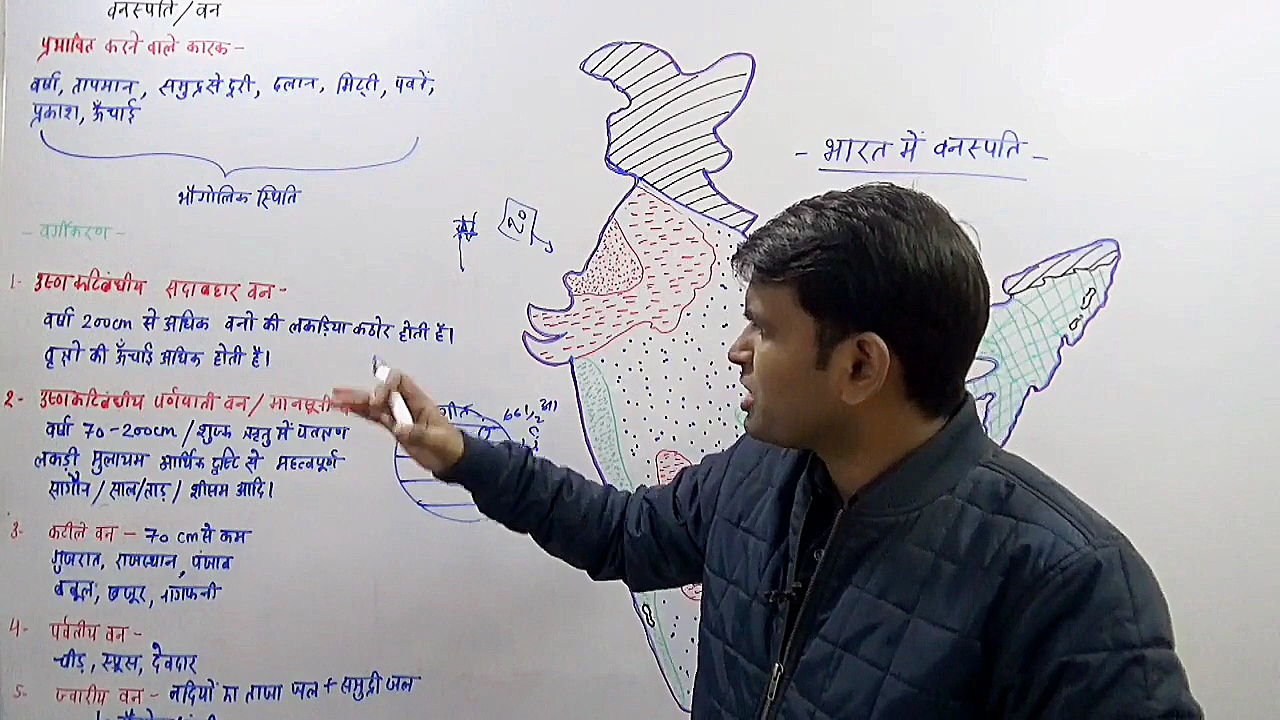 वनस्पति/वन
प्रभावित करने वाले कारक-
वर्षा, तापमान, समुद्र से दूरी, ढलान, मिट्टी, पवनें,
प्रकाश, ऊँचाई
भौगोलिक स्थिति
- वर्गीकरण -
1- उष्णकटिबंधीय सदाबहार वन-
वर्षा 200cm से अधिक वनो की लकड़िया कठोर होती है।
वृक्षो की ऊँचाई अधिक होती है।
2- उष्णकटिबंधीय पर्णपाती वन/मानसूनी
वर्षा 70-200cm/शुष्क ऋतु में
लकड़ी मुलायम आर्थिक दृष्टि से महत्वपूर्ण
सागौन/साल/ताड़/शीशम आदि।
3- कटीले वन - 70 cm से कम
गुजरात, राजस्थान, पंजाब
बबूल, खजूर, नागफनी
4- पर्वतीय वन-
चीड़, स्प्रूस, देवदार
5- ज्वारीय वन - नदियों का ताजा जल + समुद्री जल
- भारत में वनस्पति -
66 1/2